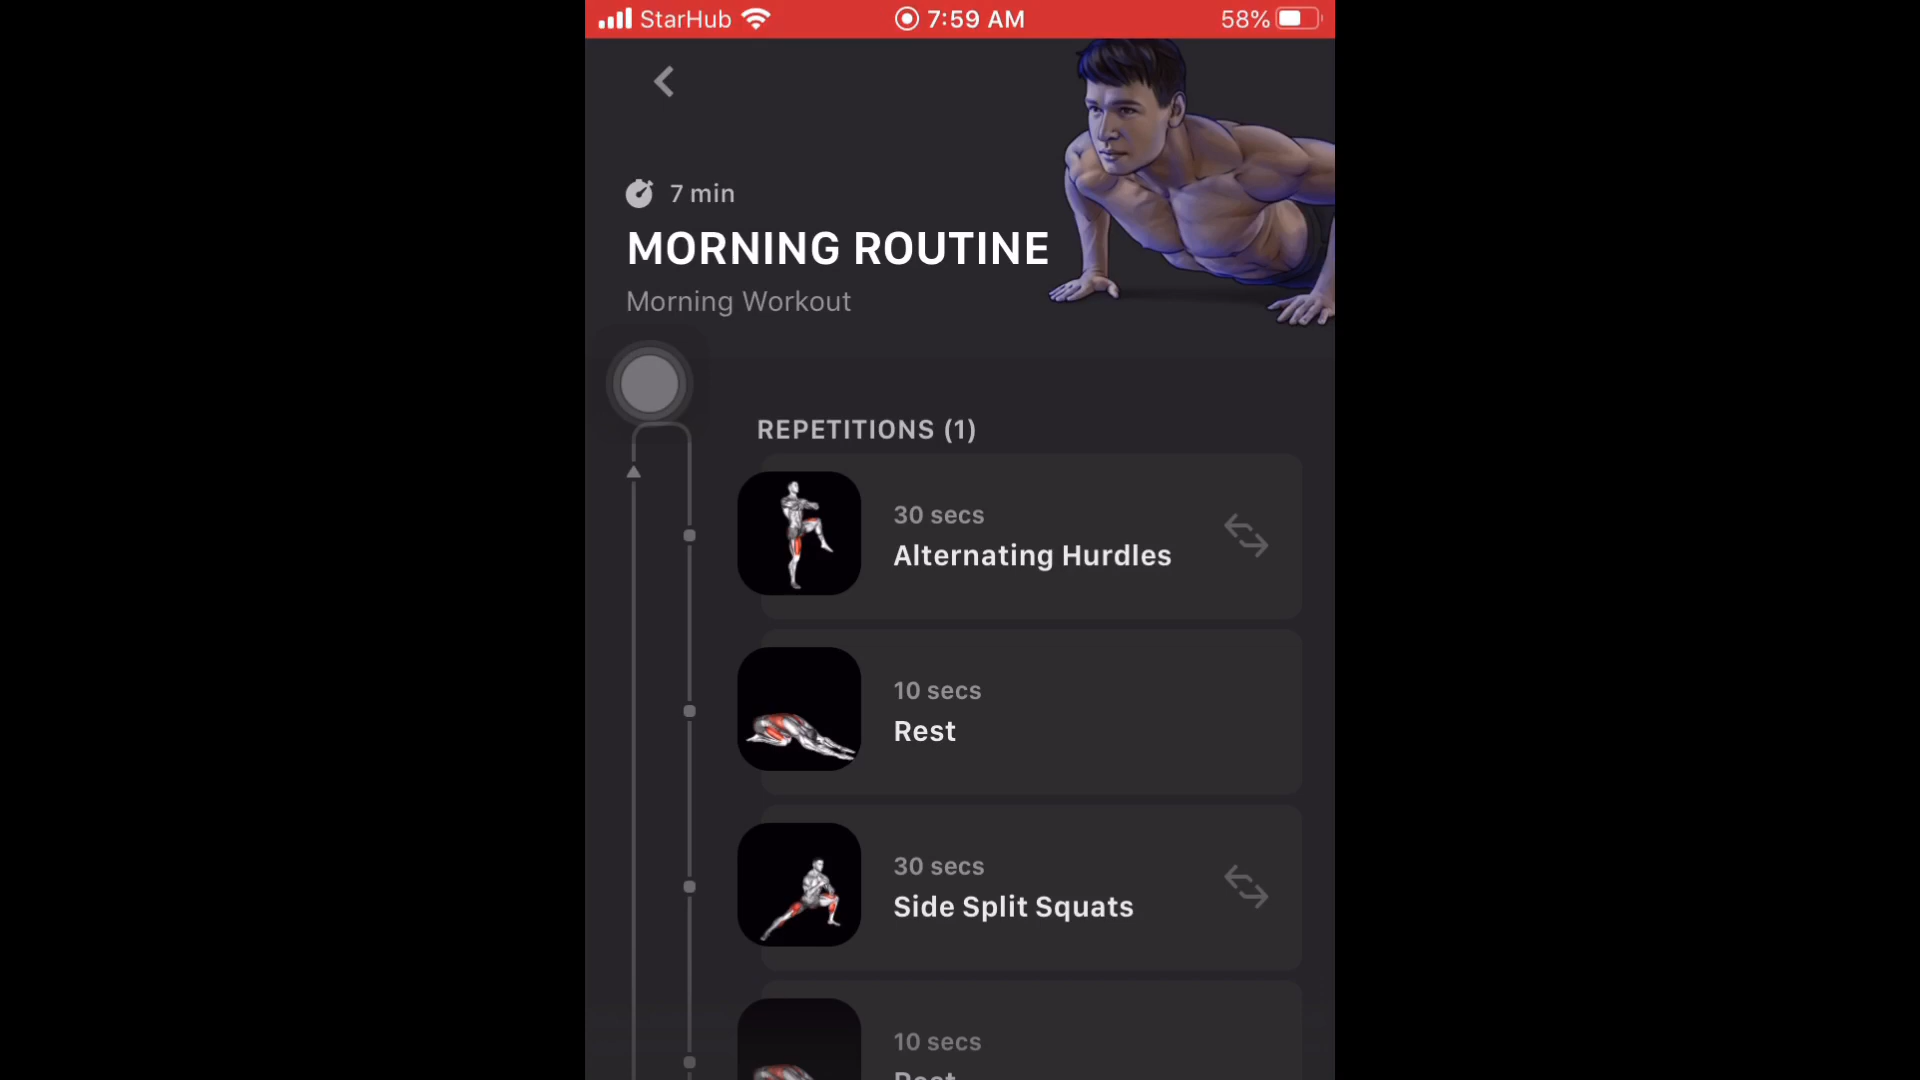 StarHub 7:59 AM 58%
7 min
MORNING ROUTINE
Morning Workout
REPETITIONS (1)
30 secs
Alternating Hurdles
10 secs
Rest
30 secs
Side Split Squats
10 secs
Rest